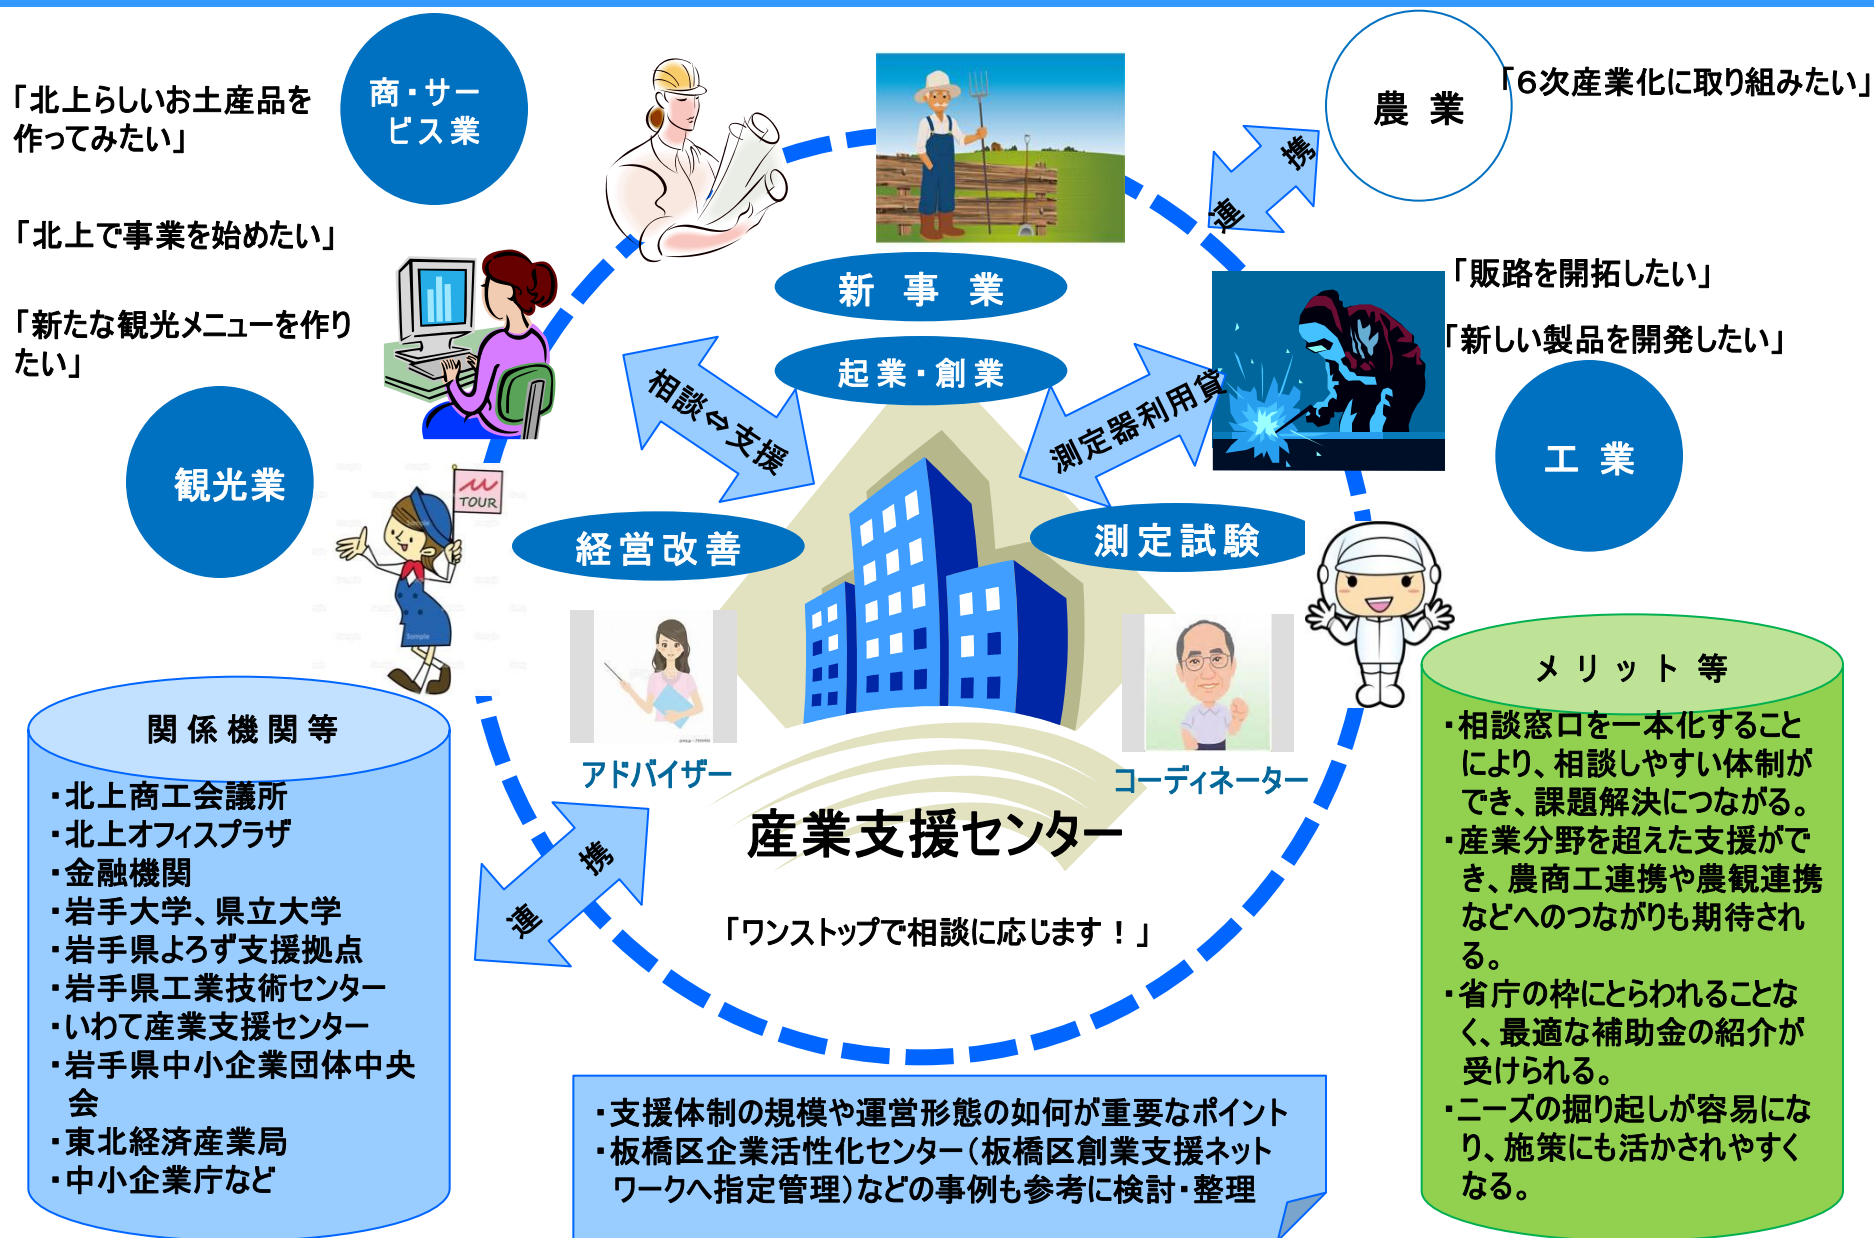 「北上らしいお土産品を
作ってみたい」
商・サー
ビス業
農 業
「6次産業化に取り組みたい」
連 携
「北上で事業を始めたい」
「新たな観光メニューを作り
たい」
新 事 業
起業・創業
「販路を開拓したい」
「新しい製品を開発したい」
相談⇔支援
測定器利用貸
観光業
工 業
TOUR
経営改善
測定試験
Sample
アドバイザー
コーディネーター
産業支援センター
「ワンストップで相談に応じます!」
連 携
関係機関等
・北上商工会議所
・北上オフィスプラザ
・金融機関
・岩手大学、県立大学
・岩手県よろず支援拠点
・岩手県工業技術センター
・いわて産業支援センター
・岩手県中小企業団体中央
会
・東北経済産業局
・中小企業庁など
・支援体制の規模や運営形態の如何が重要なポイント
・板橋区企業活性化センター(板橋区創業支援ネット
ワークへ指定管理)などの事例も参考に検討・整理
メリット等
・相談窓口を一本化すること
により、相談しやすい体制が
でき、課題解決につながる。
・産業分野を超えた支援がで
き、農商工連携や農観連携
などへのつながりも期待され
る。
・省庁の枠にとらわれることな
く、最適な補助金の紹介が
受けられる。
・ニーズの掘り起しが容易にな
り、施策にも活かされやすく
なる。